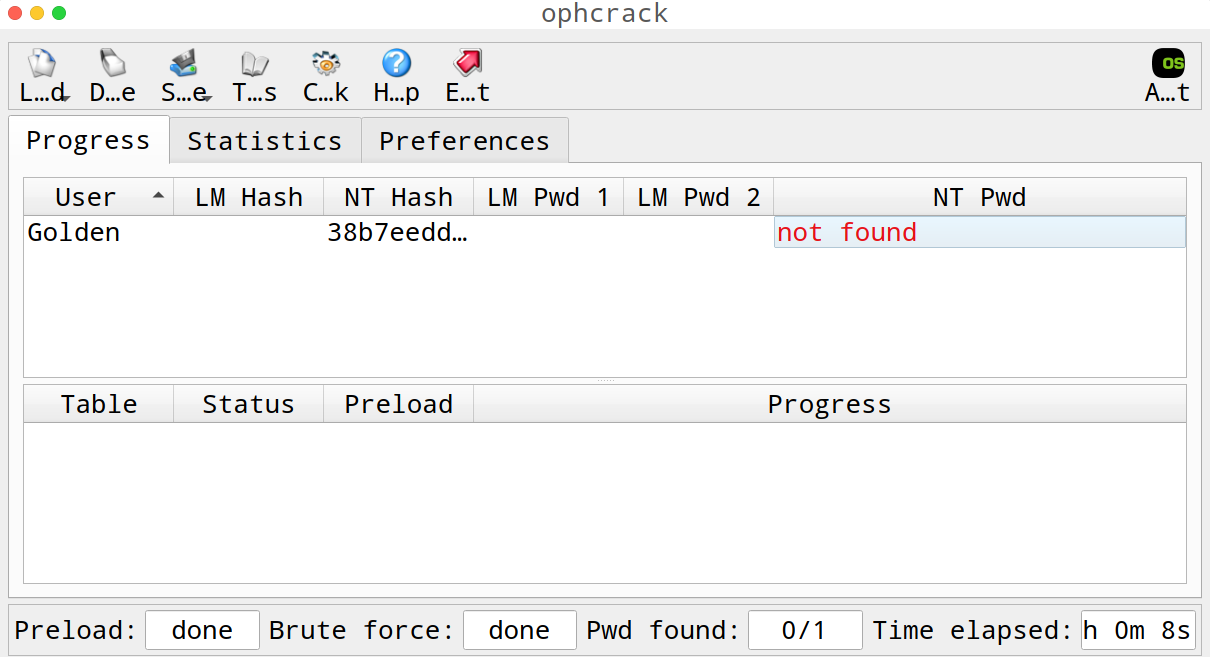 ophcrack
L…d D…e S…e T…s C…k H…p E…t OS A…t
Progress Statistics Preferences
User LM Hash NT Hash LM Pwd 1 LM Pwd 2 NT Pwd
Golden 38b7eedd… not found
Table Status Preload Progress
Preload: done Brute force: done Pwd found: 0/1 Time elapsed: h 0m 8s